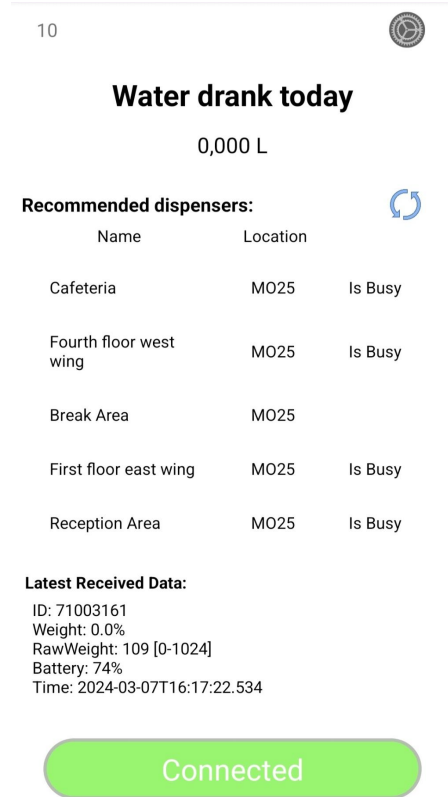 10
Water drank today
0,000 L
Recommended dispensers:
Name Location
Cafeteria MO25 Is Busy
Fourth floor west
wing MO25 Is Busy
Break Area MO25
First floor east wing MO25 Is Busy
Reception Area MO25 Is Busy
Latest Received Data:
ID: 71003161
Weight: 0.0%
RawWeight: 109 [0-1024]
Battery: 74%
Time: 2024-03-07T16:17:22.534
Connected